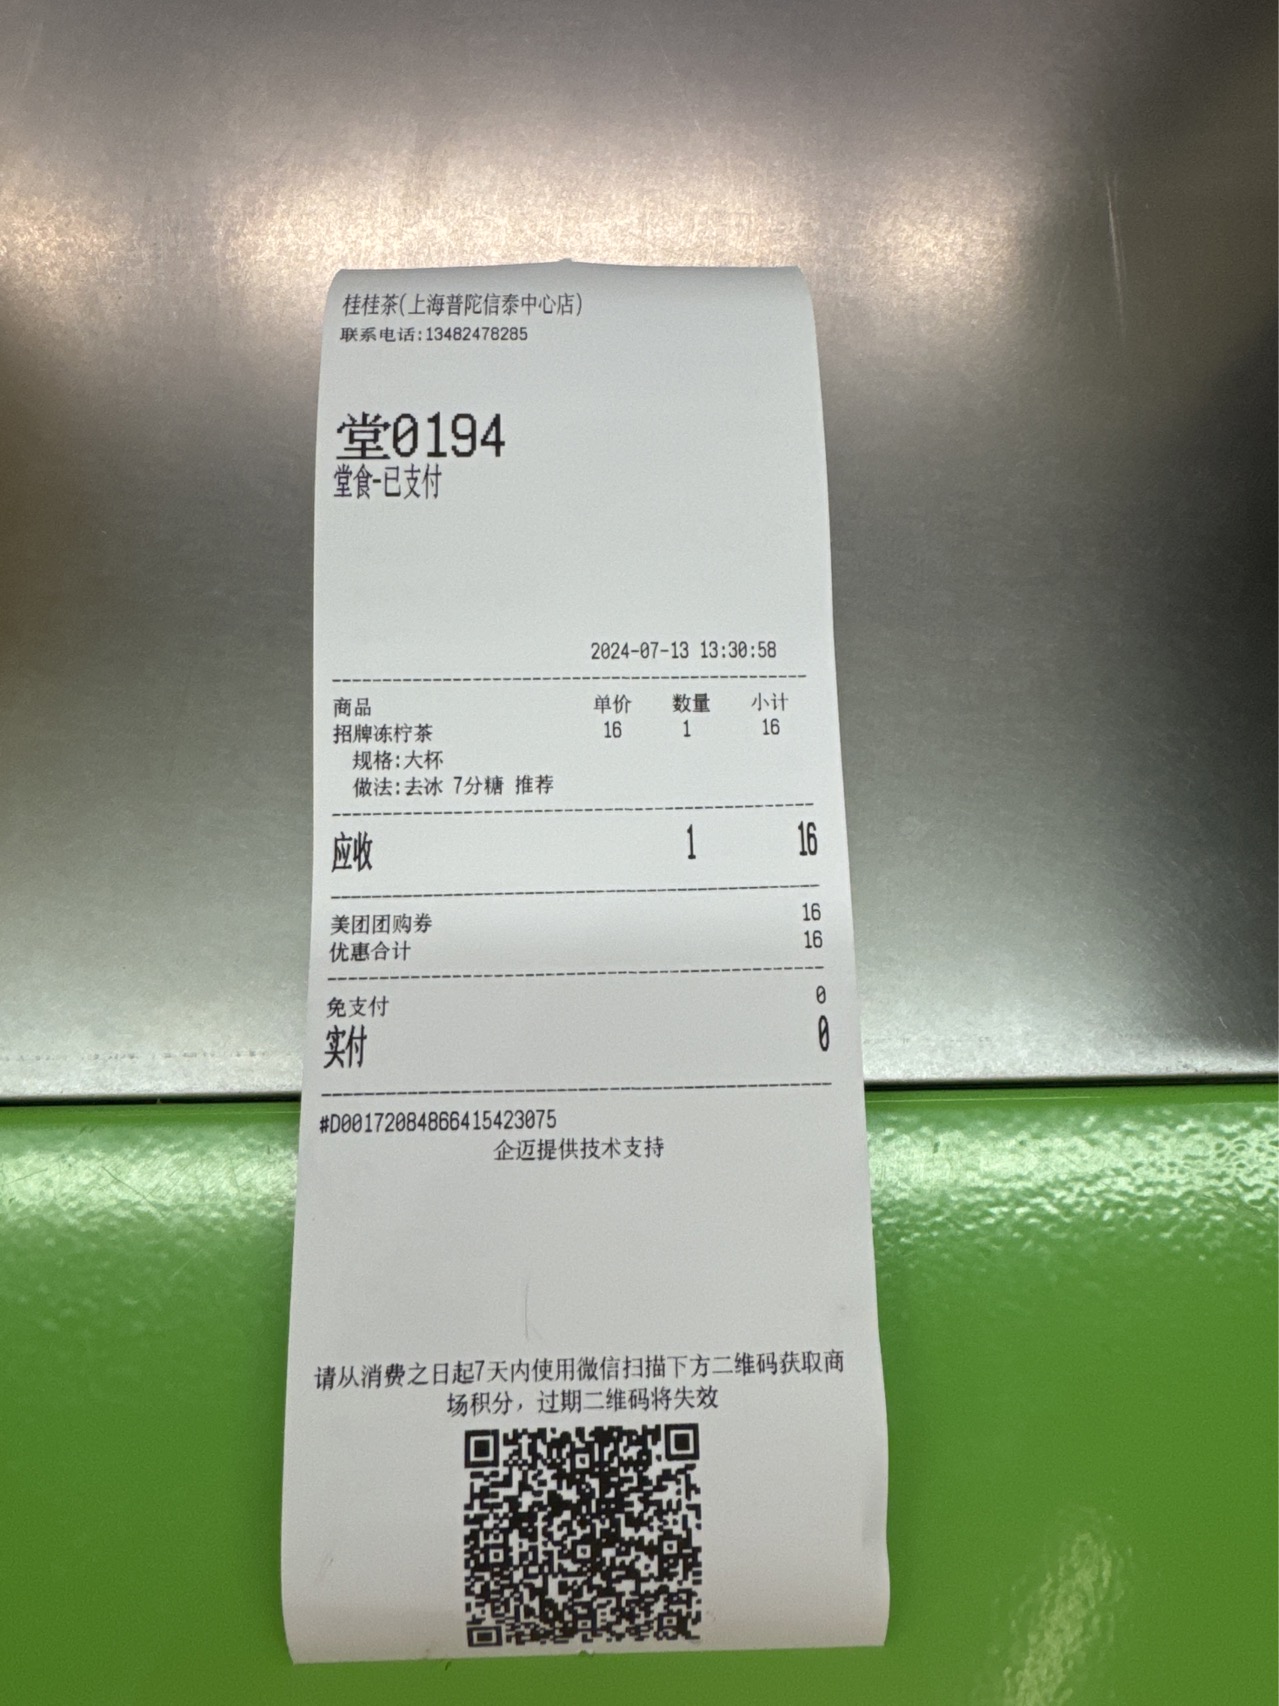 桂桂茶(上海普陀信泰中心店)
联系电话:13482478285
堂0194
堂食-已支付
2024-07-13 13:30:58
商品 单价 数量 小计
招牌冻柠茶 16 1 16
规格:大杯
做法:去冰 7分糖 推荐
应收 1 16
美团团购券 16
优惠合计 16
免支付 0
实付 0
#D00172084866415423075
企迈提供技术支持
请从消费之日起7天内使用微信扫描下方二维码获取商
场积分，过期二维码将失效